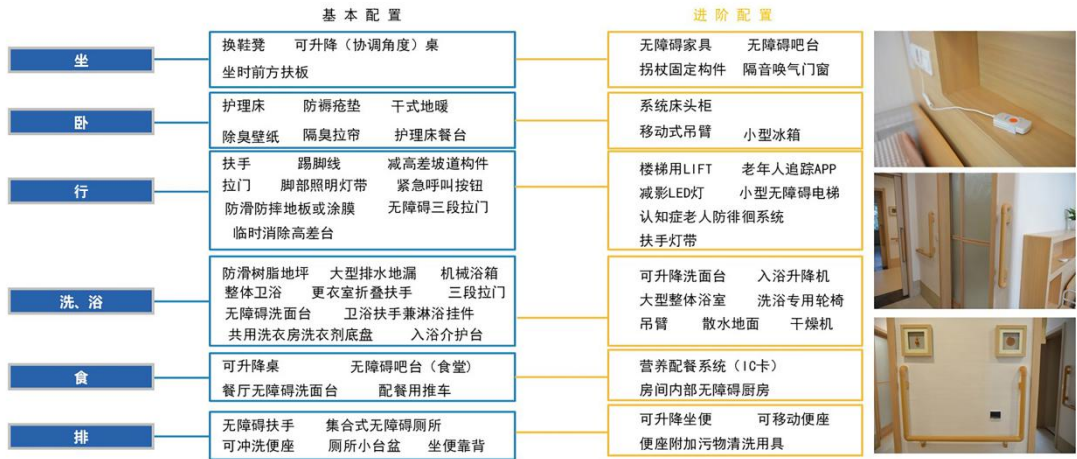 基本配置
进阶配置
坐
换鞋凳 可升降（协调角度）桌
坐时前方扶板
无障碍家具 无障碍吧台
拐杖固定构件 隔音唤气门窗
卧
护理床 防褥疮垫 干式地暖
除臭壁纸 隔臭拉帘 护理床餐台
系统床头柜
移动式吊臂 小型冰箱
行
扶手 踢脚线 减高差坡道构件
拉门 脚部照明灯带 紧急呼叫按钮
防滑防摔地板或涂膜 无障碍三段拉门
临时消除高差台
楼梯用LIFT 老年人追踪APP
减影LED灯 小型无障碍电梯
认知症老人防徘徊系统
扶手灯带
洗、浴
防滑树脂地坪 大型排水地漏 机械浴箱
整体卫浴 更衣室折叠扶手 三段拉门
无障碍洗面台 卫浴扶手兼淋浴挂件
共用洗衣房洗衣剂底盘 入浴介护台
可升降洗面台 入浴升降机
大型整体浴室 洗浴专用轮椅
吊臂 散水地面 干燥机
食
可升降桌 无障碍吧台（食堂）
餐厅无障碍洗面台 配餐用推车
营养配餐系统（IC卡）
房间内部无障碍厨房
排
无障碍扶手 集合式无障碍厕所
可冲洗便座 厕所小台盆 坐便靠背
可升降坐便 可移动便座
便座附加污物清洗用具